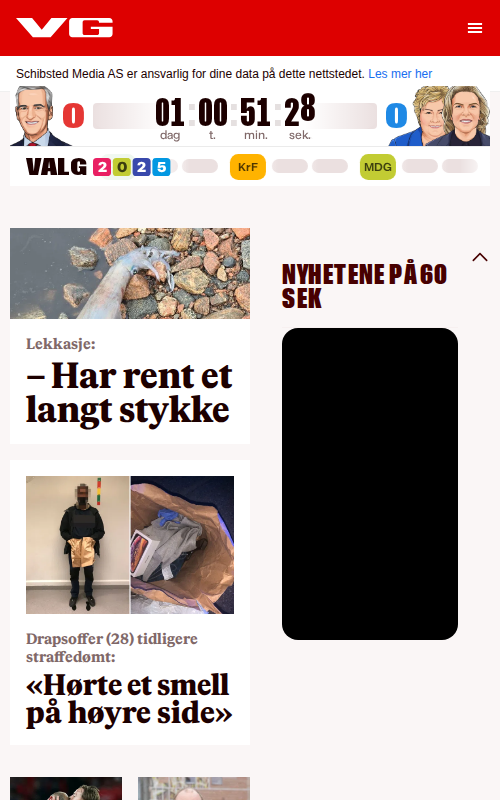 VG
Schibsted Media AS er ansvarlig for dine data på dette nettstedet. Les mer her
0 01:00:51:28 0
dag t. min. sek.
VALG 2025 KrF MDG
NYHETENE PÅ 60
SEK
Lekkasje:
– Har rent et
langt stykke
Drapsoffer (28) tidligere
straffedømt:
«Hørte et smell
på høyre side»